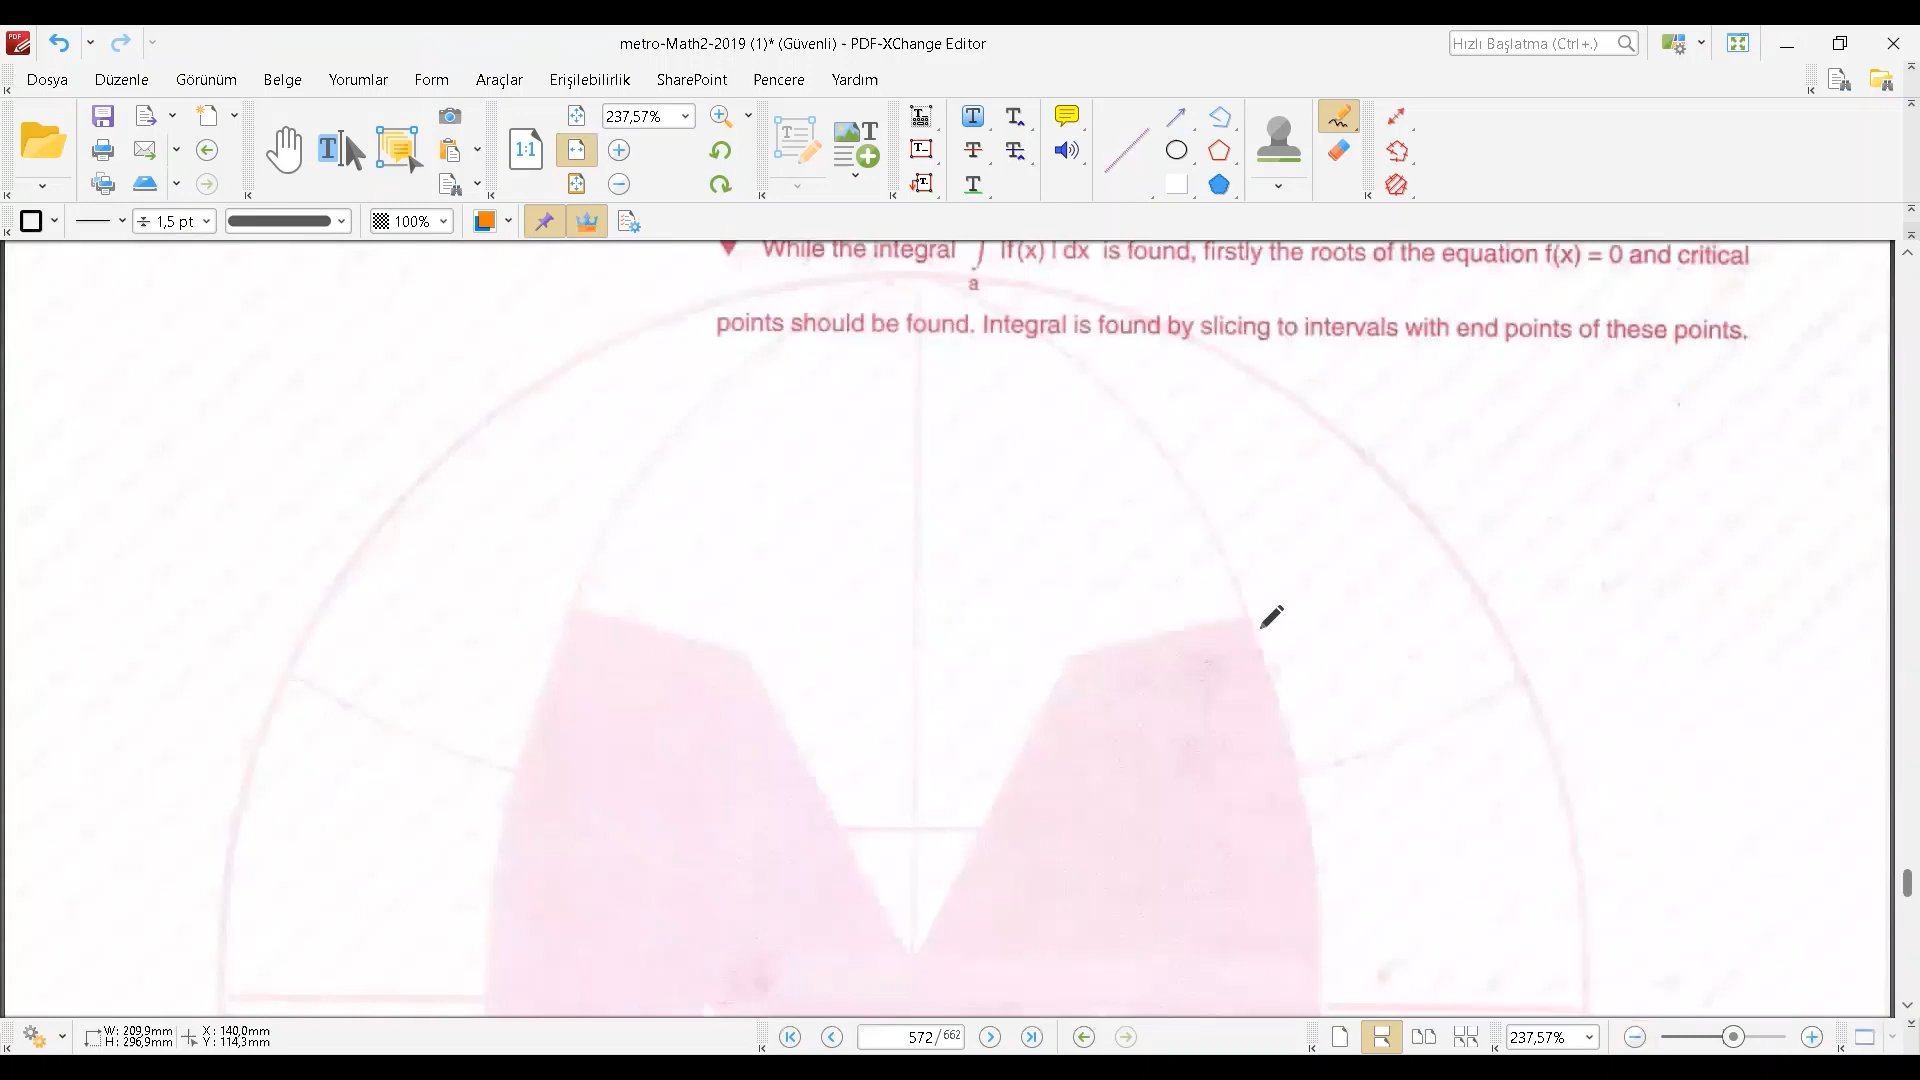 metro-Math2-2019 (1)* (Güvenli) - PDF-XChange Editor
Hızlı Başlatma (Ctrl+.)
Dosya Düzenle Görünüm Belge Yorumlar Form Araçlar Erişilebilirlik SharePoint Pencere Yardım
237,57%
1:1
1,5 pt
100%
▼ While the integral ∫ If(x) I dx is found, firstly the roots of the equation f(x) = 0 and critical
a
points should be found. Integral is found by slicing to intervals with end points of these points.
W: 209,9mm X: 140,0mm
H: 296,9mm Y: 114,3mm
572 / 662
237,57%